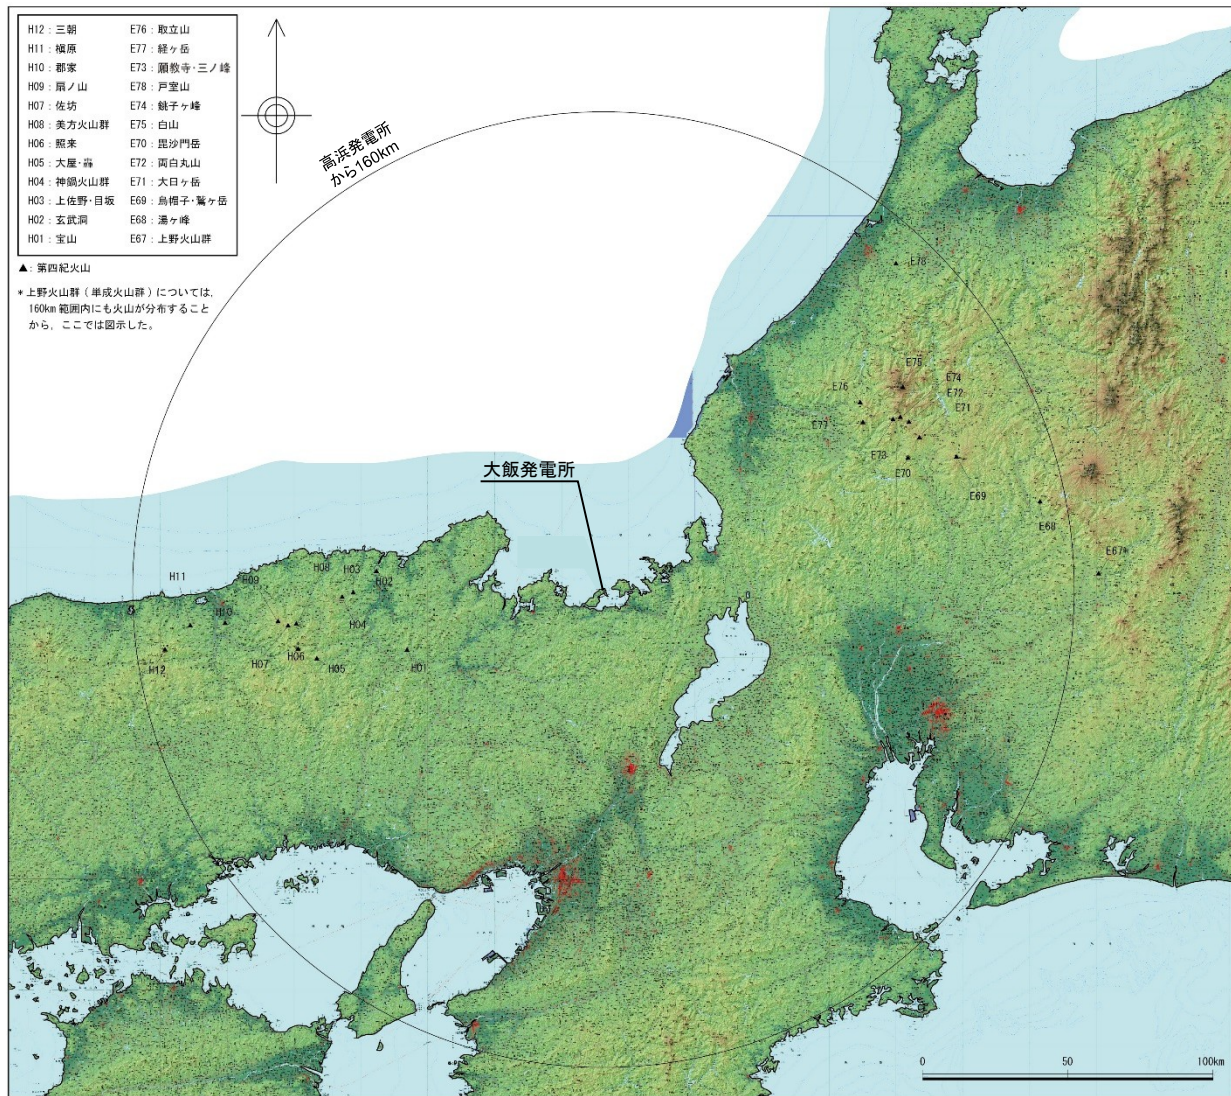 H12 : 三朝 E76 : 取立山
H11 : 槇原 E77 : 経ヶ岳
H10 : 郡家 E73 : 願教寺・三ノ峰
H09 : 扇ノ山 E78 : 戸室山
H07 : 佐坊 E74 : 銚子ヶ峰
H08 : 美方火山群 E75 : 白山
H06 : 照来 E70 : 毘沙門岳
H05 : 大屋・轟 E72 : 両白丸山
H04 : 神鍋火山群 E71 : 大日ヶ岳
H03 : 上佐野・目坂 E69 : 烏帽子・鷲ヶ岳
H02 : 玄武洞 E68 : 湯ヶ峰
H01 : 宝山 E67 : 上野火山群
▲ : 第四紀火山
* 上野火山群（単成火山群）については,
160km 範囲内にも火山が分布すること
から, ここでは図示した。
高浜発電所
から160km
大飯発電所
E78
E75
E74
E76
E72
E71
E77
E73
E70
E69
E68
E67*
H11
H09
H08
H03
H02
H10
H04
H12
H07
H06
H05
H01
0 50 100km